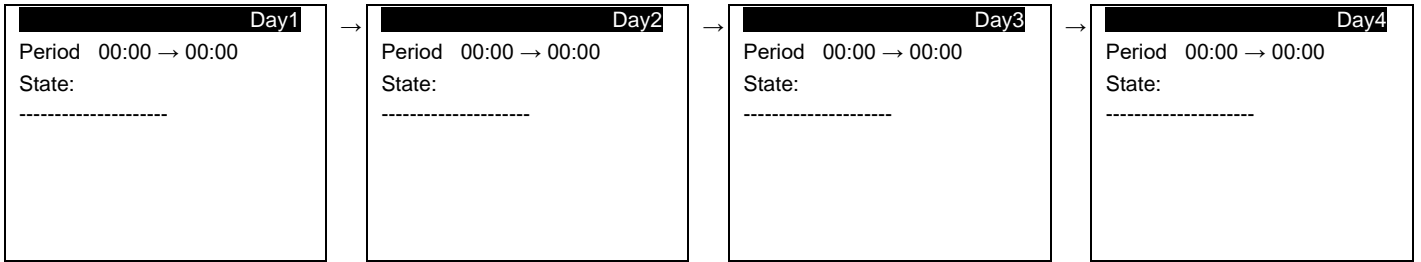 Day1
Period 00:00 → 00:00
State:
---------------------
→
Day2
Period 00:00 → 00:00
State:
---------------------
→
Day3
Period 00:00 → 00:00
State:
---------------------
→
Day4
Period 00:00 → 00:00
State:
---------------------